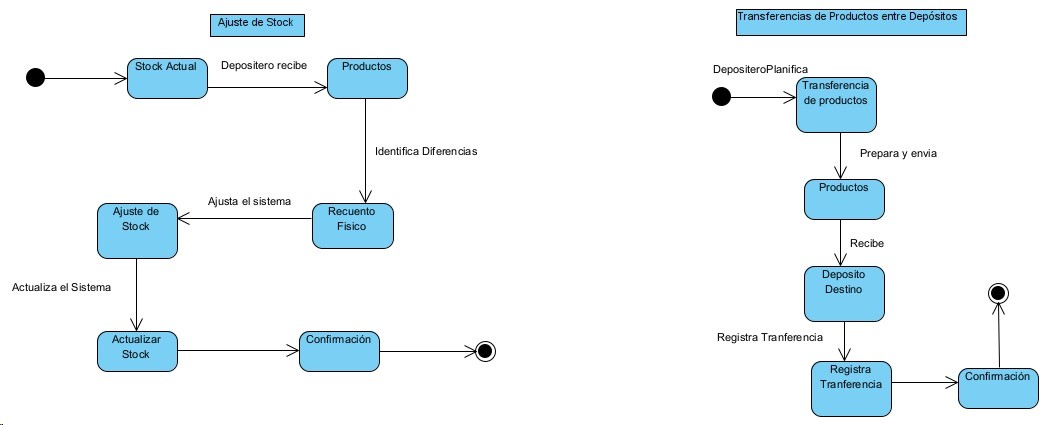 Ajuste de Stock
Stock Actual
Depositero recibe
Productos
Identifica Diferencias
Recuento
Fisico
Ajusta el sistema
Ajuste de
Stock
Actualiza el Sistema
Actualizar
Stock
Confirmación
Transferencias de Productos entre Depósitos
DepositeroPlanifica
Transferencia
de productos
Prepara y envia
Productos
Recibe
Deposito
Destino
Registra Tranferencia
Registra
Tranferencia
Confirmación